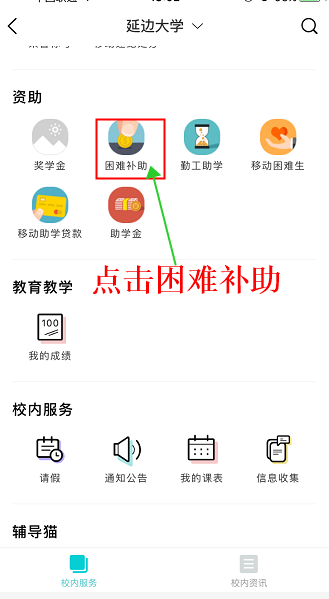 延边大学
资助
奖学金
困难补助
勤工助学
移动困难生
移动助学贷款
助学金
点击困难补助
教育教学
100
我的成绩
校内服务
请假
通知公告
我的课表
信息收集
辅导猫
校内服务
校内资讯